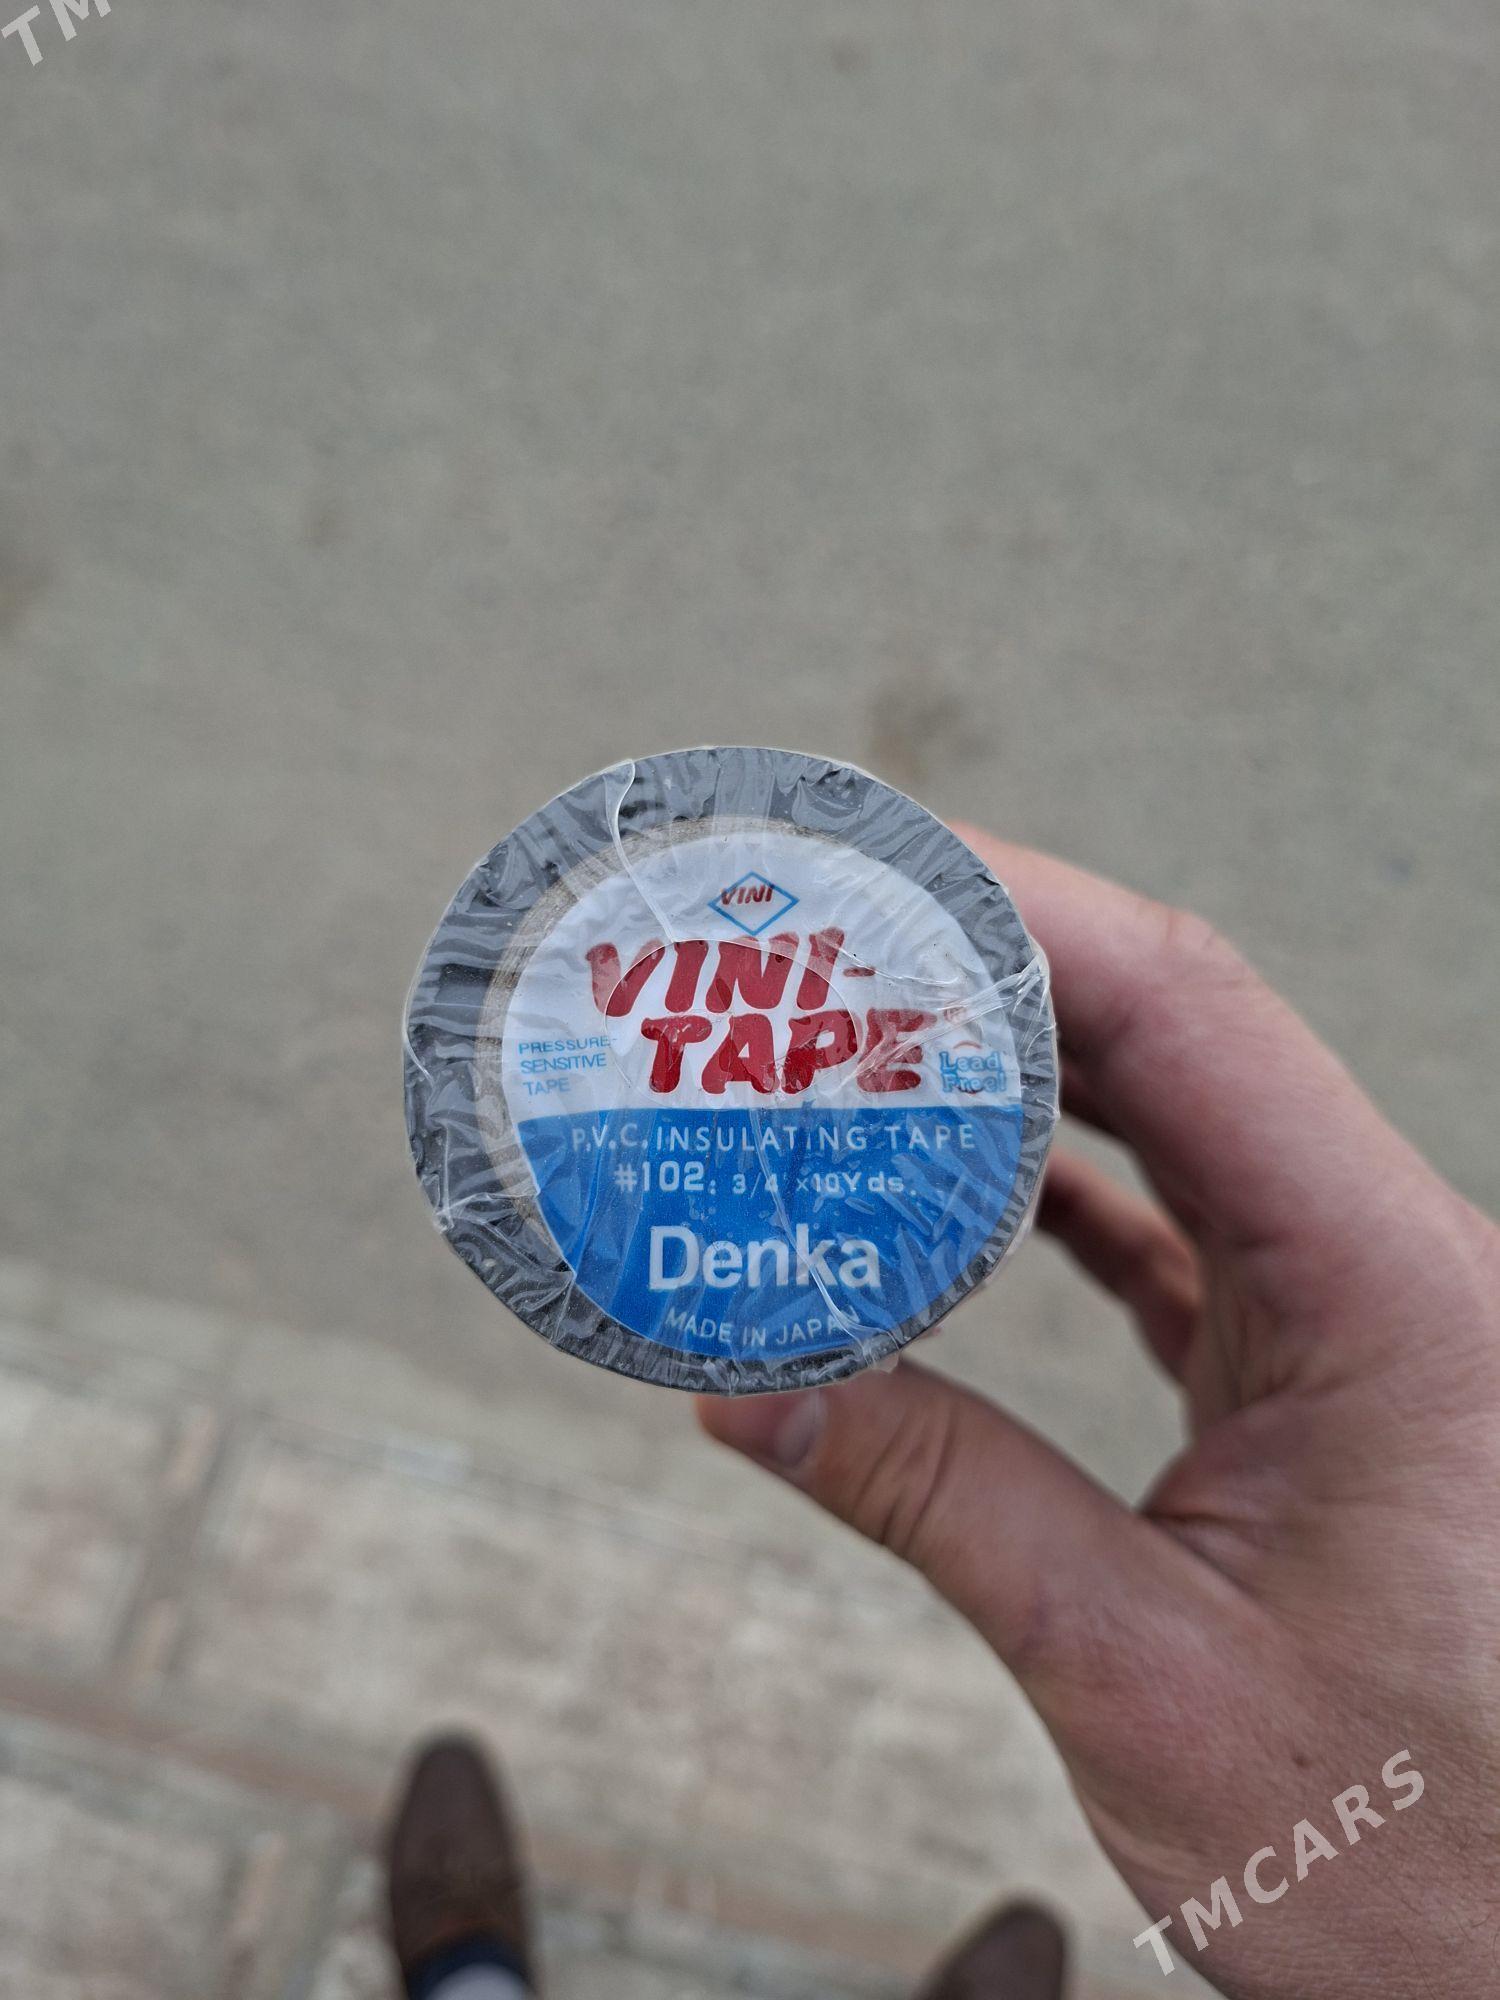 TM
VINI
VINI-
TAPE ®
PRESSURE-
SENSITIVE
TAPE
Lead
Free!
P.V.C. INSULATING TAPE
#102: 3/4"×10Yds.
Denka
MADE IN JAPAN
TMCARS